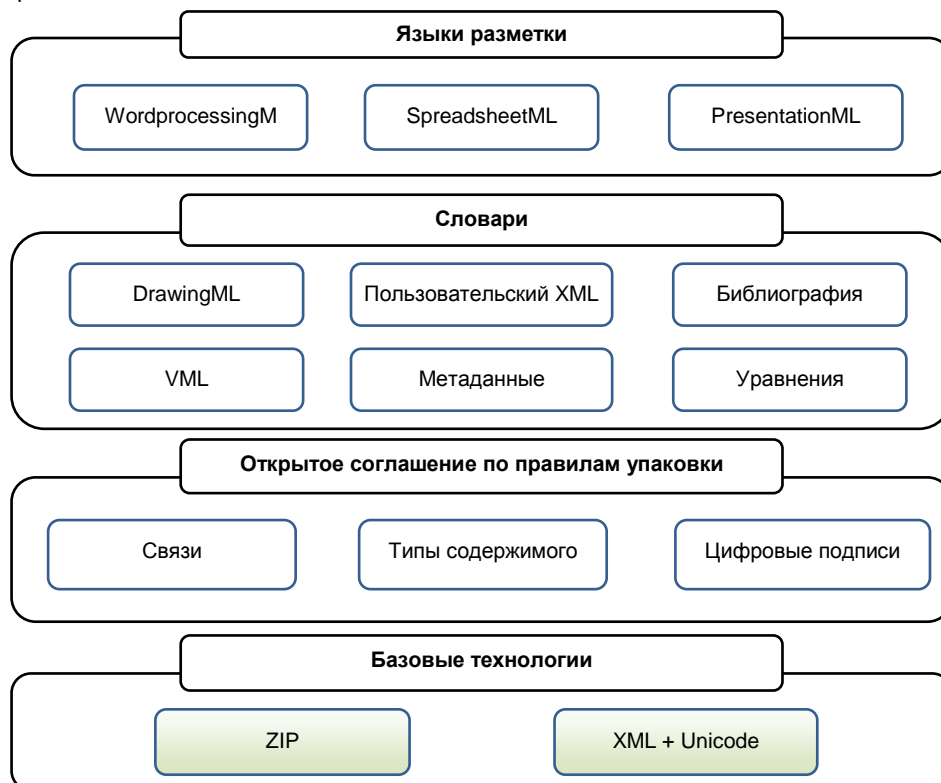 Языки разметки
WordprocessingM SpreadsheetML PresentationML
Словари
DrawingML Пользовательский XML Библиография
VML Метаданные Уравнения
Открытое соглашение по правилам упаковки
Связи Типы содержимого Цифровые подписи
Базовые технологии
ZIP XML + Unicode